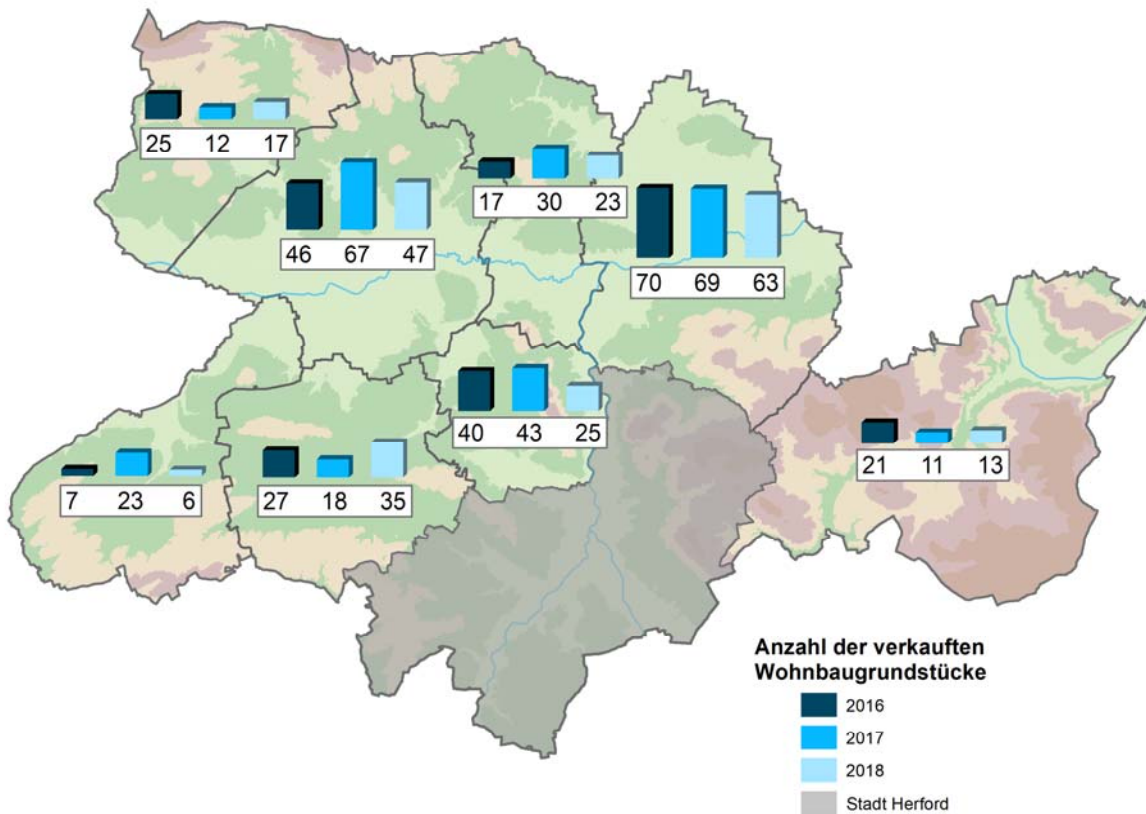 25 12 17
17 30 23
46 67 47
70 69 63
40 43 25
21 11 13
7 23 6
27 18 35
Anzahl der verkauften
Wohnbaugrundstücke
2016
2017
2018
Stadt Herford